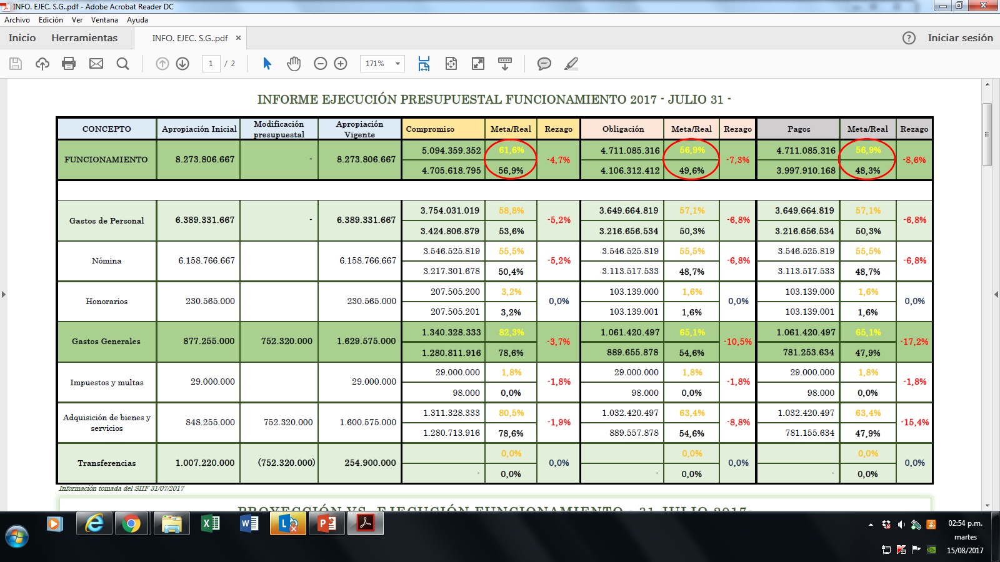 INFO. EJEC. S.G..pdf - Adobe Acrobat Reader DC
Archivo Edición Ver Ventana Ayuda
Inicio Herramientas INFO. EJEC. S.G..pdf × ? Iniciar sesión
1 / 2 171%
INFORME EJECUCIÓN PRESUPUESTAL FUNCIONAMIENTO 2017 - JULIO 31 -
CONCEPTO Apropiación Inicial Modificación presupuestal Apropiación Vigente Compromiso Meta/Real Rezago Obligación Meta/Real Rezago Pagos Meta/Real Rezago
FUNCIONAMIENTO 8.273.806.667 - 8.273.806.667 5.094.359.352 61,6% -4,7% 4.711.085.316 56,9% -7,3% 4.711.085.316 56,9% -8,6%
4.705.618.795 56,9% 4.106.312.412 49,6% 3.997.910.168 48,3%
Gastos de Personal 6.389.331.667 - 6.389.331.667 3.754.031.019 58,8% -5,2% 3.649.664.819 57,1% -6,8% 3.649.664.819 57,1% -6,8%
3.424.806.879 53,6% 3.216.656.534 50,3% 3.216.656.534 50,3%
Nómina 6.158.766.667 6.158.766.667 3.546.525.819 55,5% -5,2% 3.546.525.819 55,5% -6,8% 3.546.525.819 55,5% -6,8%
3.217.301.678 50,4% 3.113.517.533 48,7% 3.113.517.533 48,7%
Honorarios 230.565.000 230.565.000 207.505.200 3,2% 0,0% 103.139.000 1,6% 0,0% 103.139.000 1,6% 0,0%
207.505.201 3,2% 103.139.001 1,6% 103.139.001 1,6%
Gastos Generales 877.255.000 752.320.000 1.629.575.000 1.340.328.333 82,3% -3,7% 1.061.420.497 65,1% -10,5% 1.061.420.497 65,1% -17,2%
1.280.811.916 78,6% 889.655.878 54,6% 781.253.634 47,9%
Impuestos y multas 29.000.000 29.000.000 29.000.000 1,8% -1,8% 29.000.000 1,8% -1,8% 29.000.000 1,8% -1,8%
98.000 0,0% 98.000 0,0% 98.000 0,0%
Adquisición de bienes y servicios 848.255.000 752.320.000 1.600.575.000 1.311.328.333 80,5% -1,9% 1.032.420.497 63,4% -8,8% 1.032.420.497 63,4% -15,4%
1.280.713.916 78,6% 889.557.878 54,6% 781.155.634 47,9%
Transferencias 1.007.220.000 (752.320.000) 254.900.000 0,0% 0,0% 0,0% 0,0% 0,0% 0,0%
- 0,0% - 0,0% - 0,0%
Información tomada del SIIF 31/07/2017
PROYECCIÓN VS. EJECUCIÓN FUNCIONAMIENTO - 31 JULIO 2017
02:54 p.m.
martes
15/08/2017